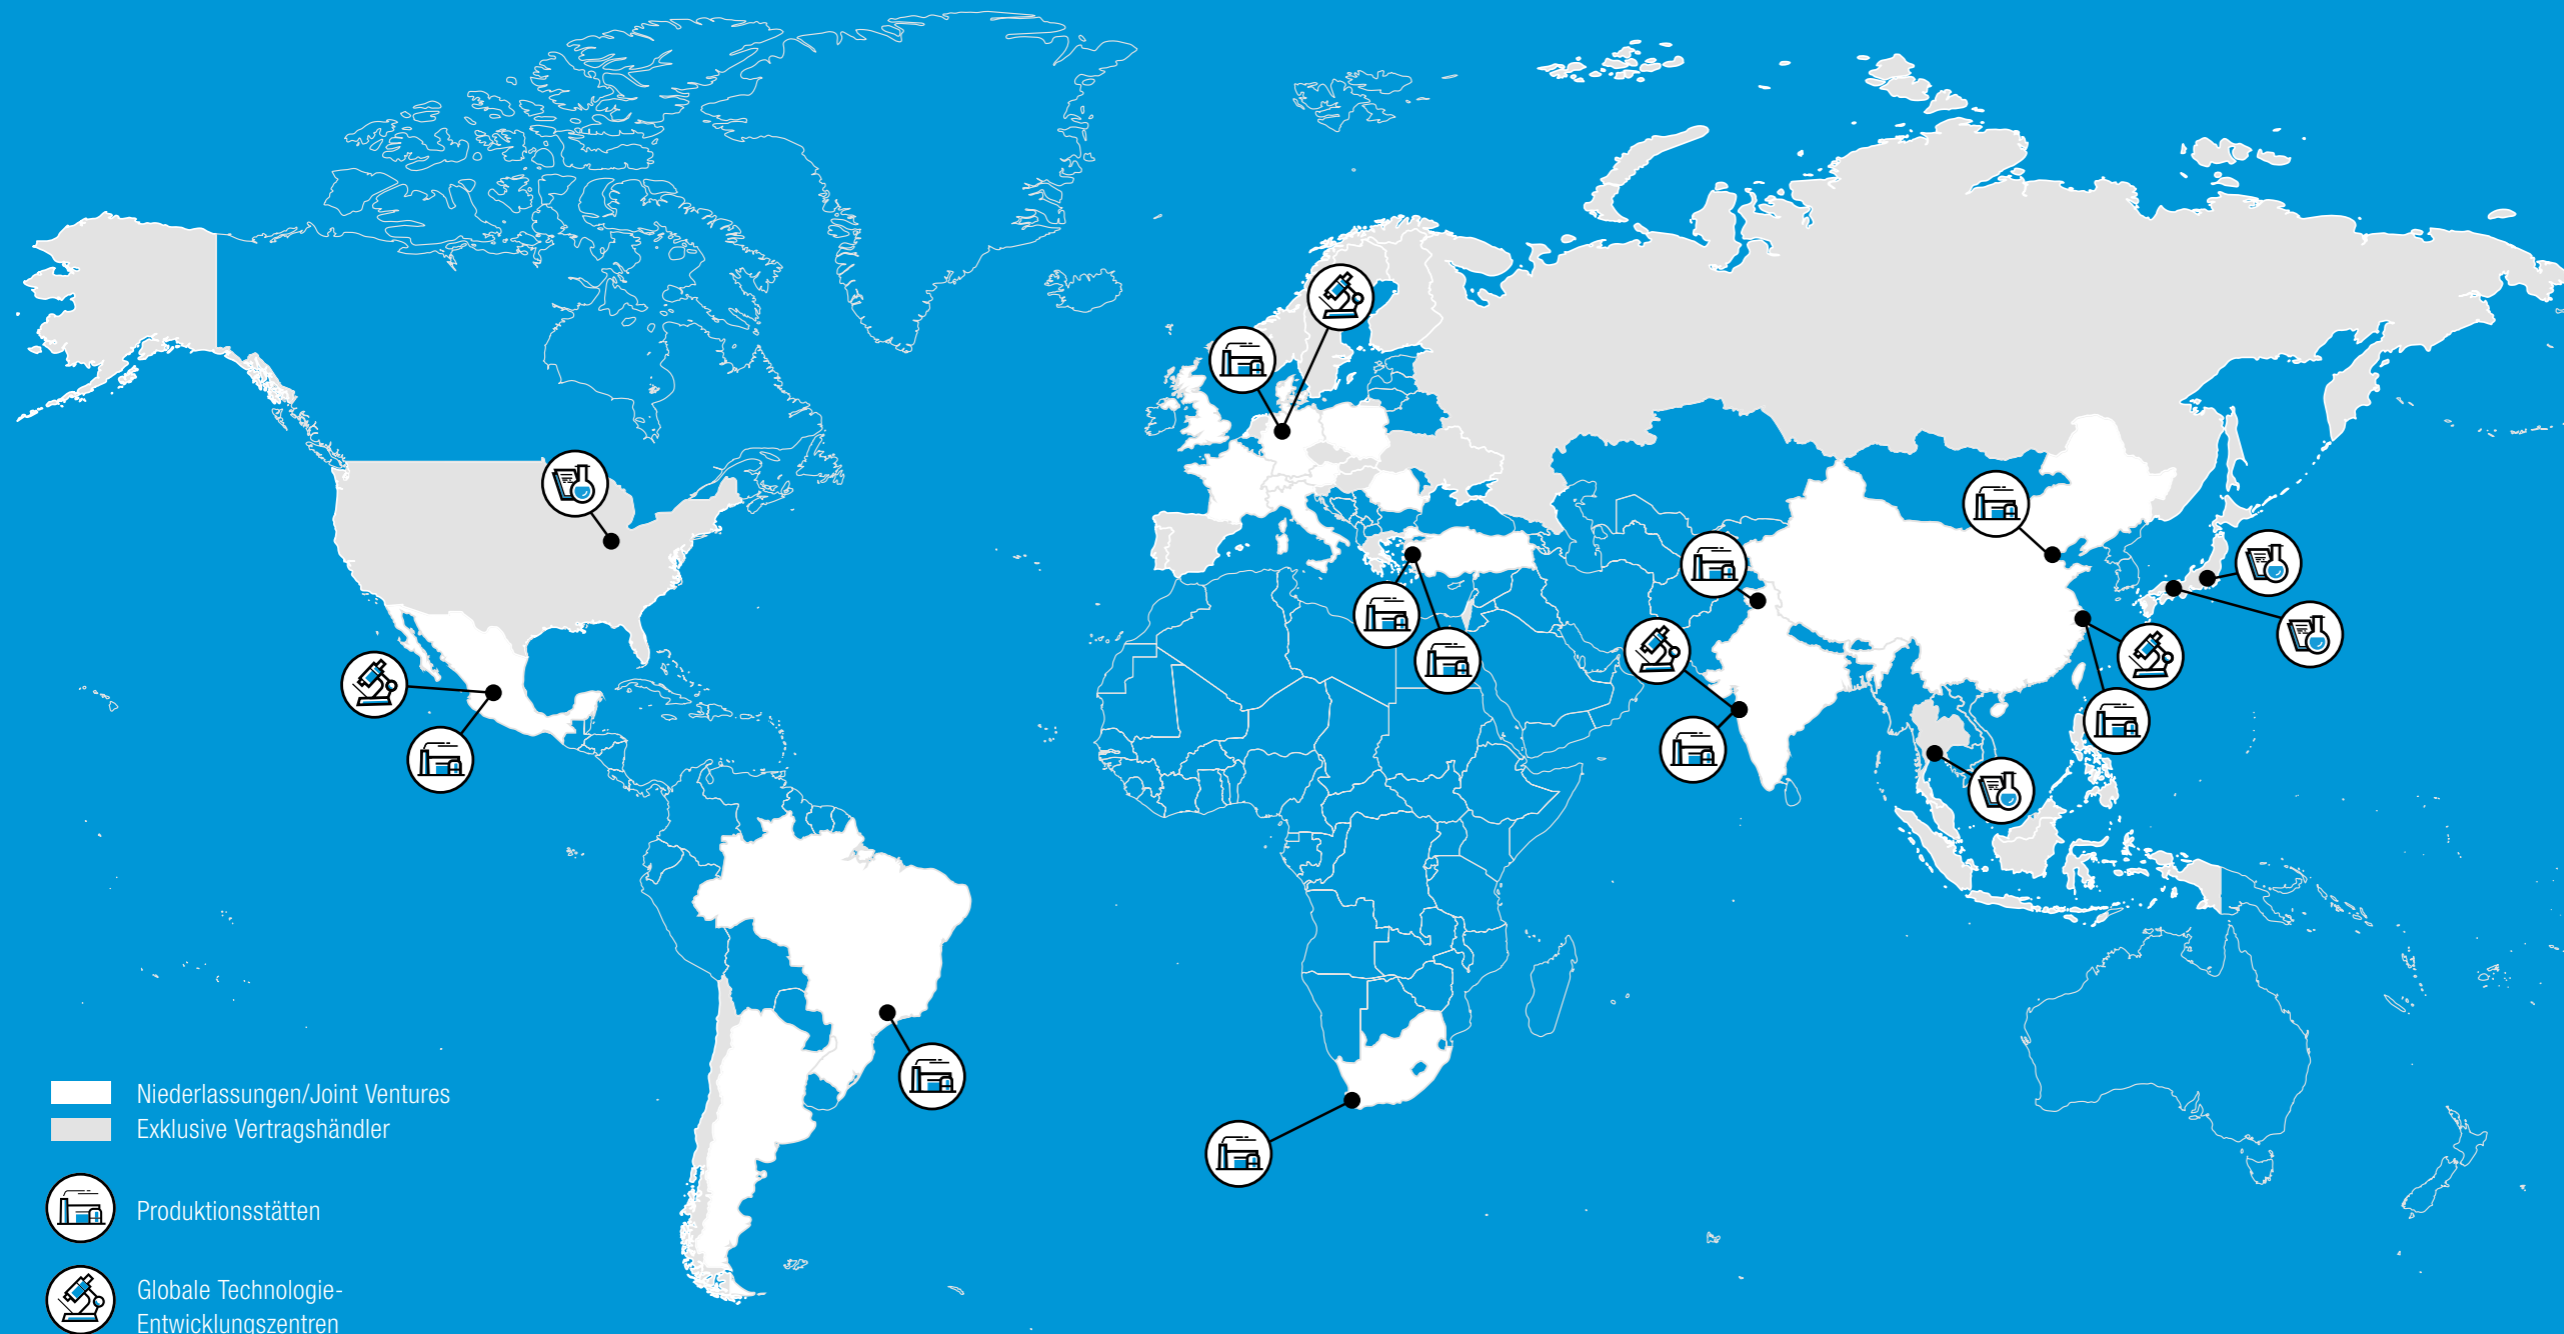 Niederlassungen/Joint Ventures
Exklusive Vertragshändler
Produktionsstätten
Globale Technologie-
Entwicklungszentren